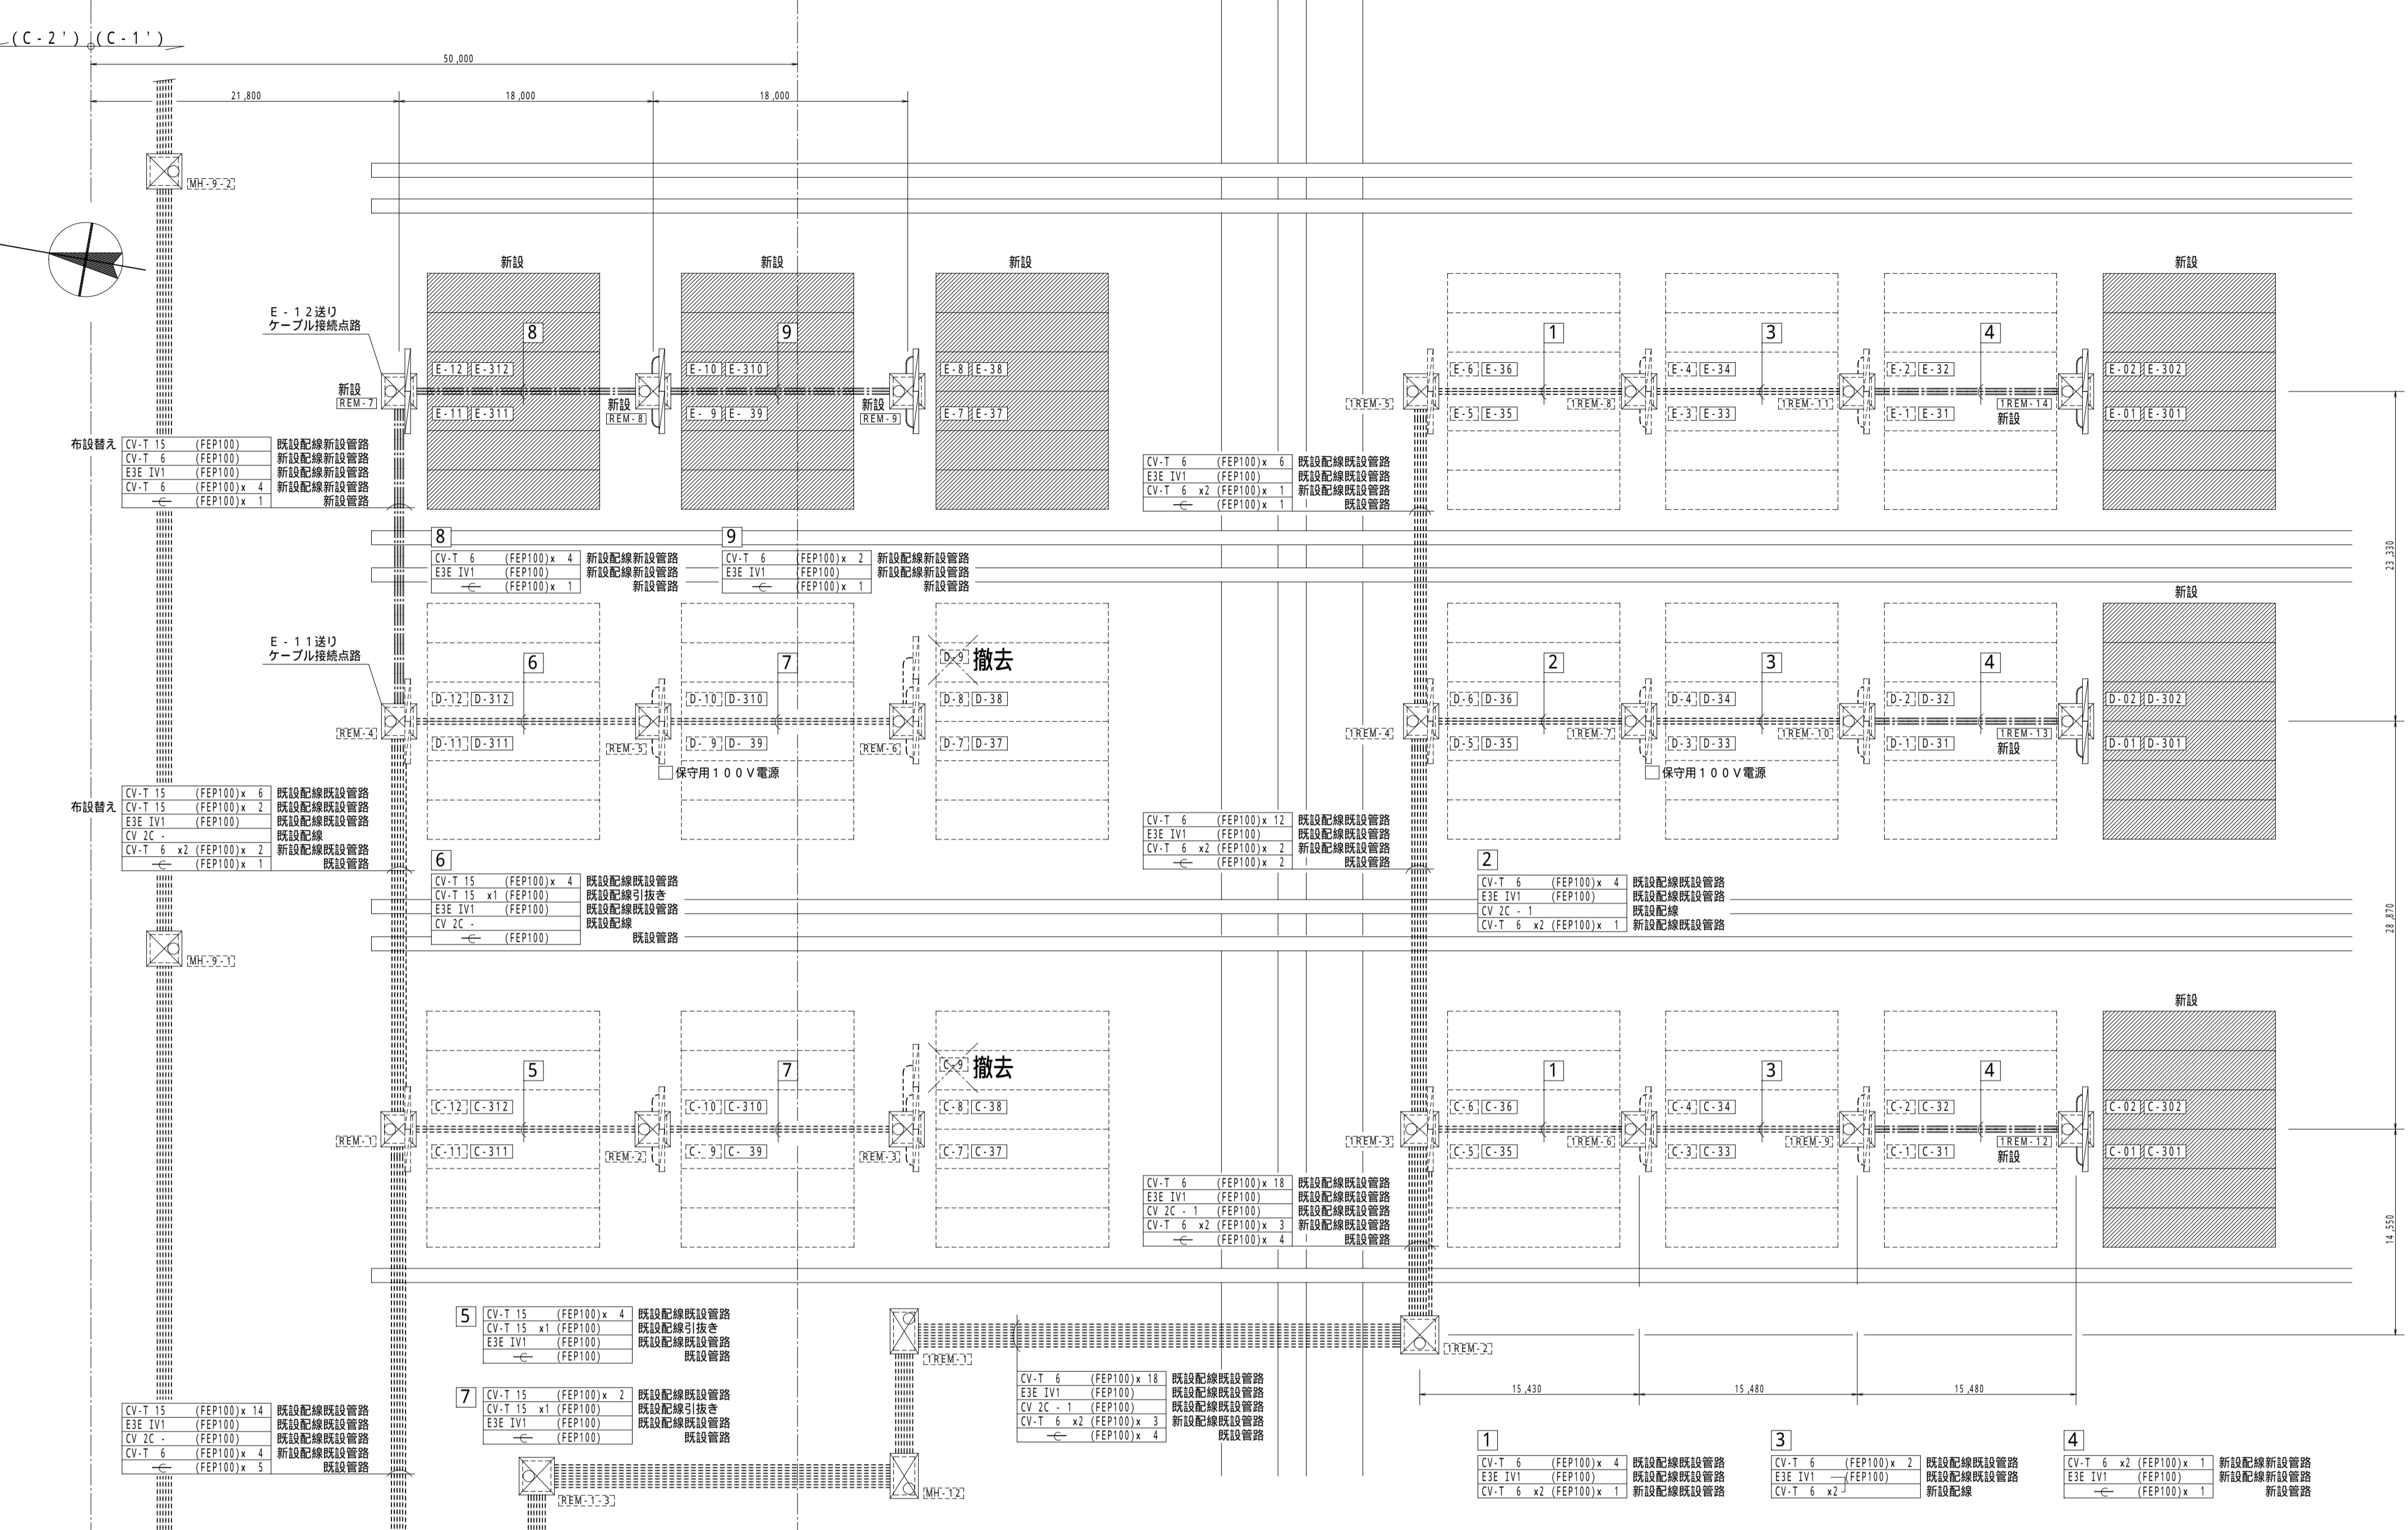 (C-2') (C-1')
50,000
21,800
18,000
18,000
MH-9-2
新設
新設
新設
新設
E-12送り
ケーブル接続点路
8
9
1
3
4
E-12 E-312
E-10 E-310
E-8 E-38
E-6 E-36
E-4 E-34
E-2 E-32
E-02 E-302
新設
REM-7
新設
REM-8
新設
REM-9
1REM-5
1REM-8
1REM-11
1REM-14
新設
E-11 E-311
E- 9 E- 39
E-7 E-37
E-5 E-35
E-3 E-33
E-1 E-31
E-01 E-301
布設替え CV-T 15 (FEP100) 既設配線新設管路
CV-T 6 (FEP100) 新設配線新設管路
E3E IV1 (FEP100) 新設配線新設管路
CV-T 6 (FEP100)x 4 新設配線新設管路
(FEP100)x 1 新設管路
CV-T 6 (FEP100)x 6 既設配線既設管路
E3E IV1 (FEP100) 既設配線既設管路
CV-T 6 x2 (FEP100)x 1 新設配線既設管路
(FEP100)x 1 既設管路
8
CV-T 6 (FEP100)x 4 新設配線新設管路
E3E IV1 (FEP100) 新設配線新設管路
(FEP100)x 1 新設管路
9
CV-T 6 (FEP100)x 2 新設配線新設管路
E3E IV1 (FEP100) 新設配線新設管路
(FEP100)x 1 新設管路
23,330
新設
E-11送り
ケーブル接続点路
6
7
D-9 撤去
2
3
4
D-12 D-312
D-10 D-310
D-8 D-38
D-6 D-36
D-4 D-34
D-2 D-32
D-02 D-302
REM-4
REM-5
REM-6
1REM-4
1REM-7
1REM-10
1REM-13
新設
D-11 D-311
D- 9 D- 39
D-7 D-37
D-5 D-35
D-3 D-33
D-1 D-31
D-01 D-301
保守用100V電源
保守用100V電源
CV-T 15 (FEP100)x 6 既設配線既設管路
布設替え CV-T 15 (FEP100)x 2 既設配線既設管路
E3E IV1 (FEP100) 既設配線既設管路
CV 2C - 既設配線
CV-T 6 x2 (FEP100)x 2 新設配線既設管路
(FEP100)x 1 既設管路
CV-T 6 (FEP100)x 12 既設配線既設管路
E3E IV1 (FEP100) 既設配線既設管路
CV-T 6 x2 (FEP100)x 2 新設配線既設管路
(FEP100)x 2 既設管路
6
CV-T 15 (FEP100)x 4 既設配線既設管路
CV-T 15 x1 (FEP100) 既設配線引抜き
E3E IV1 (FEP100) 既設配線既設管路
CV 2C - 既設配線
(FEP100) 既設管路
2
CV-T 6 (FEP100)x 4 既設配線既設管路
E3E IV1 (FEP100) 既設配線既設管路
CV 2C - 1 既設配線
CV-T 6 x2 (FEP100)x 1 新設配線既設管路
28,870
MH-9-1
新設
5
7
C-9 撤去
1
3
4
C-12 C-312
C-10 C-310
C-8 C-38
C-6 C-36
C-4 C-34
C-2 C-32
C-02 C-302
REM-1
REM-2
REM-3
1REM-3
1REM-6
1REM-9
1REM-12
新設
C-11 C-311
C- 9 C- 39
C-7 C-37
C-5 C-35
C-3 C-33
C-1 C-31
C-01 C-301
CV-T 6 (FEP100)x 18 既設配線既設管路
E3E IV1 (FEP100) 既設配線既設管路
CV 2C - 1 (FEP100) 既設配線既設管路
CV-T 6 x2 (FEP100)x 3 新設配線既設管路
(FEP100)x 4 既設管路
14,550
5
CV-T 15 (FEP100)x 4 既設配線既設管路
CV-T 15 x1 (FEP100) 既設配線引抜き
E3E IV1 (FEP100) 既設配線既設管路
(FEP100) 既設管路
1REM-1
1REM-2
7
CV-T 15 (FEP100)x 2 既設配線既設管路
CV-T 15 x1 (FEP100) 既設配線引抜き
E3E IV1 (FEP100) 既設配線既設管路
(FEP100) 既設管路
CV-T 6 (FEP100)x 18 既設配線既設管路
E3E IV1 (FEP100) 既設配線既設管路
CV 2C - 1 (FEP100) 既設配線既設管路
CV-T 6 x2 (FEP100)x 3 新設配線既設管路
(FEP100)x 4 既設管路
15,430
15,480
15,480
CV-T 15 (FEP100)x 14 既設配線既設管路
E3E IV1 (FEP100) 既設配線既設管路
CV 2C - (FEP100) 既設配線既設管路
CV-T 6 (FEP100)x 4 新設配線既設管路
(FEP100)x 5 既設管路
REM-1-3
MH-12
1
CV-T 6 (FEP100)x 4 既設配線既設管路
E3E IV1 (FEP100) 既設配線既設管路
CV-T 6 x2 (FEP100)x 1 新設配線既設管路
3
CV-T 6 (FEP100)x 2 既設配線既設管路
E3E IV1 (FEP100) 既設配線既設管路
CV-T 6 x2 新設配線
4
CV-T 6 x2 (FEP100)x 1 新設配線新設管路
E3E IV1 (FEP100) 新設配線新設管路
(FEP100)x 1 新設管路